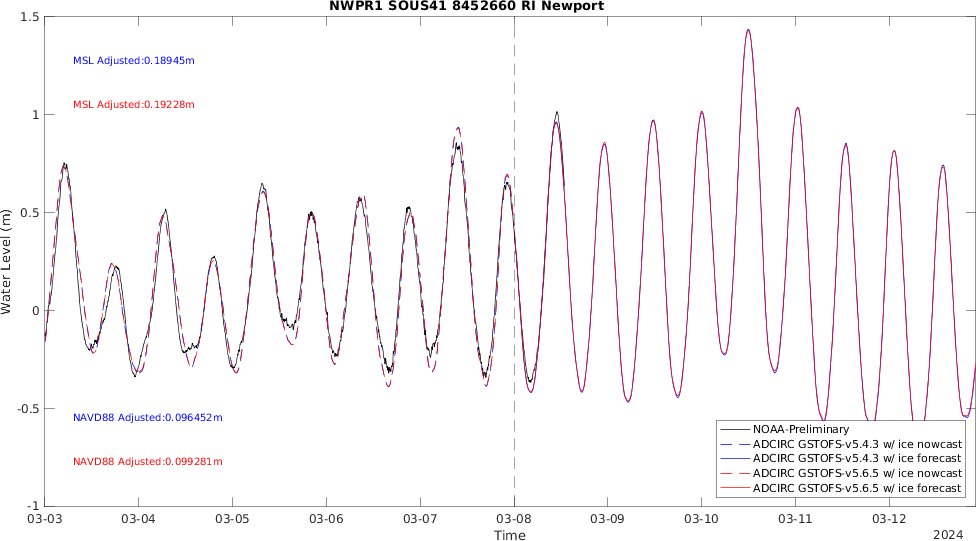 NWPR1 SOUS41 8452660 RI Newport
1.5
1
0.5
0
-0.5
-1
Water Level (m)
MSL Adjusted:0.18945m
MSL Adjusted:0.19228m
NAVD88 Adjusted:0.096452m
NAVD88 Adjusted:0.099281m
NOAA-Preliminary
ADCIRC GSTOFS-v5.4.3 w/ ice nowcast
ADCIRC GSTOFS-v5.4.3 w/ ice forecast
ADCIRC GSTOFS-v5.6.5 w/ ice nowcast
ADCIRC GSTOFS-v5.6.5 w/ ice forecast
03-03 03-04 03-05 03-06 03-07 03-08 03-09 03-10 03-11 03-12
Time
2024